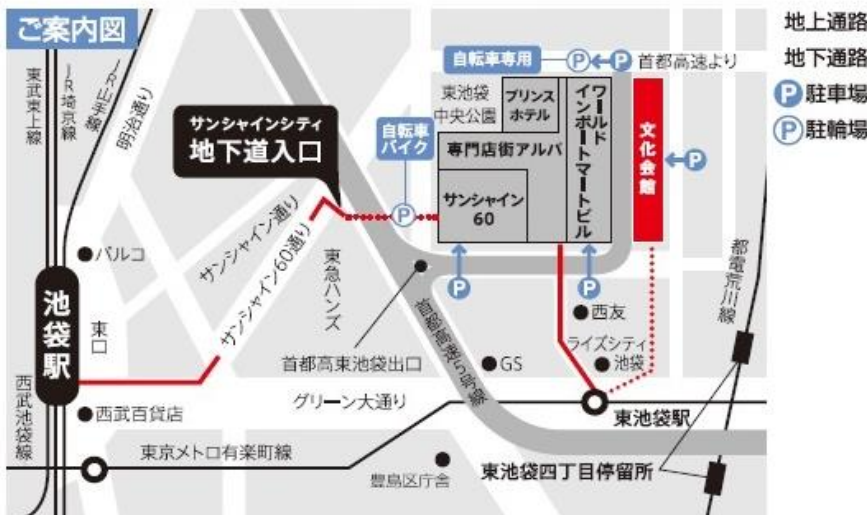 ご案内図
地上通路
地下通路
P 駐車場
P 駐輪場
東武東上線
JR埼京線
JR山手線
明治通り
サンシャインシティ
地下道入口
自転車
バイク
P
自転車専用
P
P
首都高速より
東池袋
中央公園
プリンス
ホテル
専門店街アルパ
サンシャイン
60
ワールド
インポートマートビル
文化会館
P
P
P
サンシャイン通り
サンシャイン60通り
東急ハンズ
パルコ
池袋駅
東口
首都高東池袋出口
首都高速5号線
西友
ライズシティ
池袋
GS
都電荒川線
グリーン大通り
東池袋駅
西武池袋線
西武百貨店
東京メトロ有楽町線
豊島区庁舎
東池袋四丁目停留所